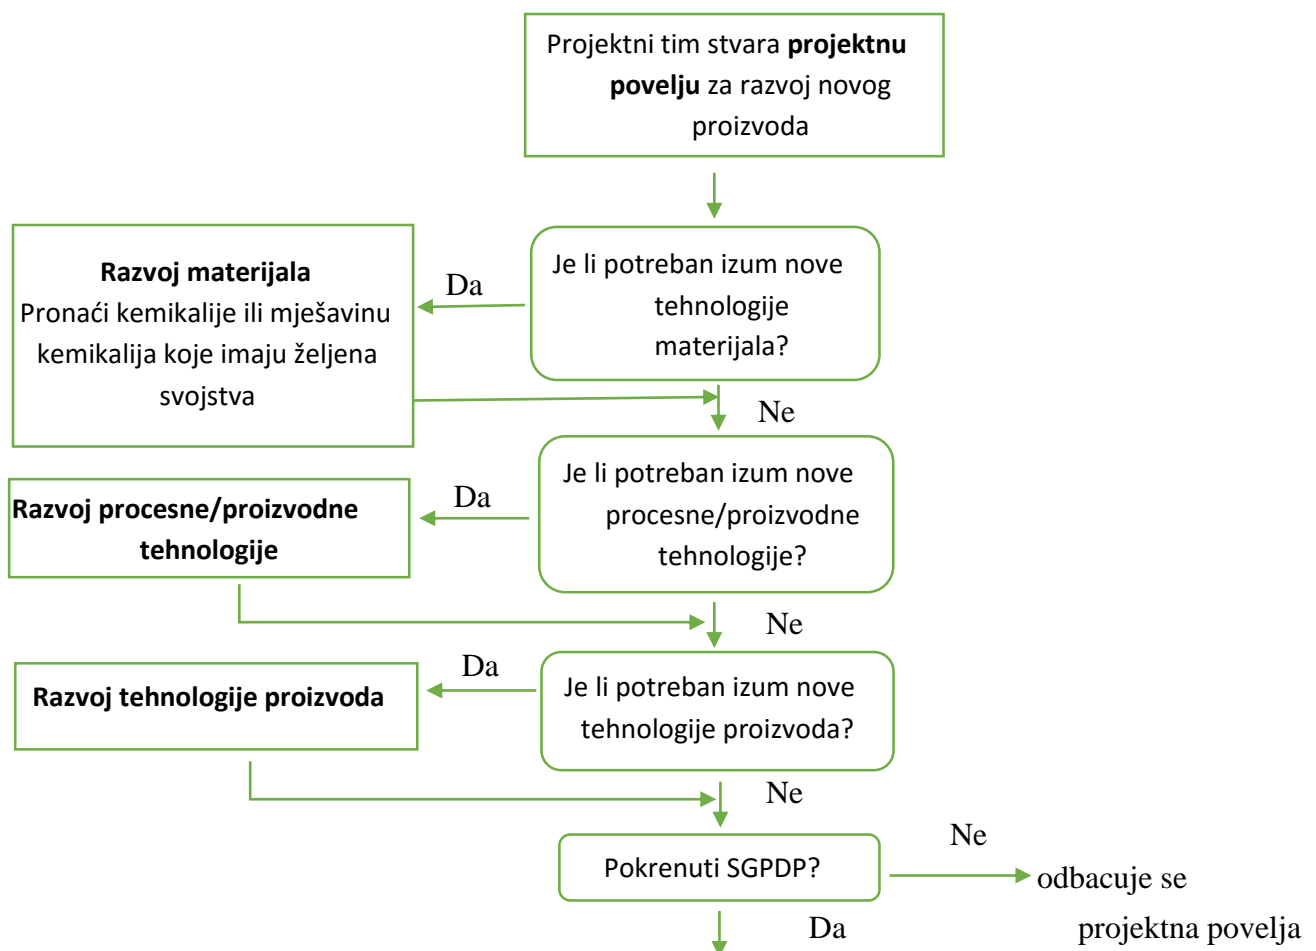 Projektni tim stvara projektnu
povelju za razvoj novog
proizvoda
Je li potreban izum nove
tehnologije
materijala?
Da
Razvoj materijala
Pronaći kemikalije ili mješavinu
kemikalija koje imaju željena
svojstva
Ne
Je li potreban izum nove
procesne/proizvodne
tehnologije?
Da
Razvoj procesne/proizvodne
tehnologije
Ne
Je li potreban izum nove
tehnologije proizvoda?
Da
Razvoj tehnologije proizvoda
Ne
Pokrenuti SGPDP?
Ne
odbacuje se
projektna povelja
Da